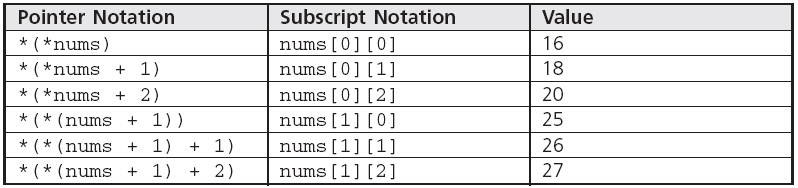 Pointer Notation Subscript Notation Value
*(*nums) nums[0][0] 16
*(*nums + 1) nums[0][1] 18
*(*nums + 2) nums[0][2] 20
*(*(nums + 1)) nums[1][0] 25
*(*(nums + 1) + 1) nums[1][1] 26
*(*(nums + 1) + 2) nums[1][2] 27